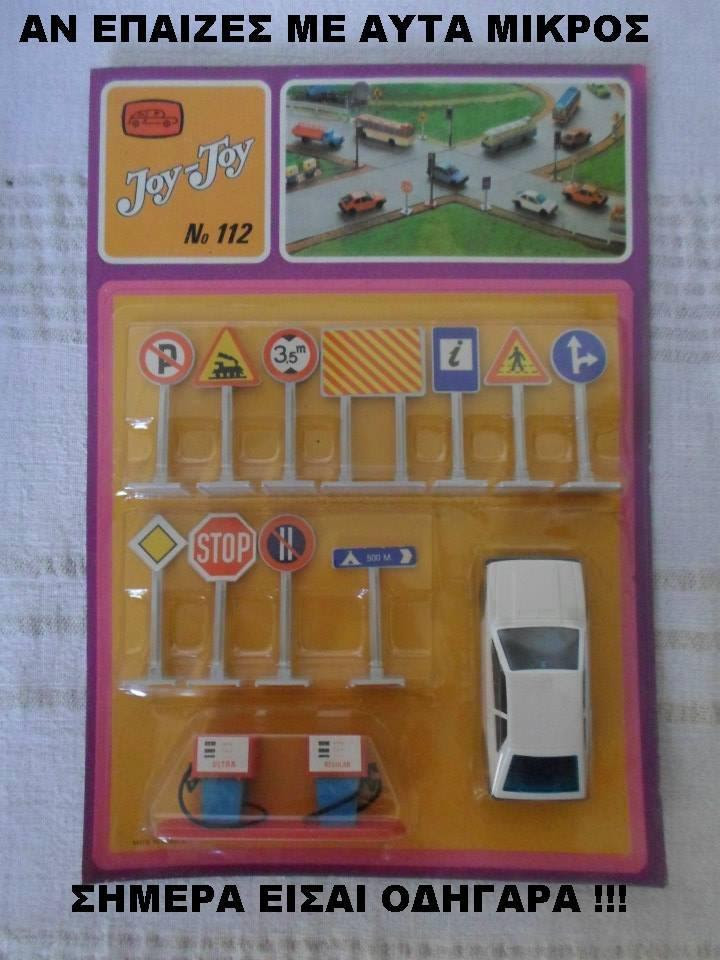 ΑΝ ΕΠΑΙΖΕΣ ΜΕ ΑΥΤΑ ΜΙΚΡΟΣ
Joy-Joy
No 112
P
3,5m
i
STOP
500 M
ULTRA
REGULAR
ΣΗΜΕΡΑ ΕΙΣΑΙ ΟΔΗΓΑΡΑ !!!